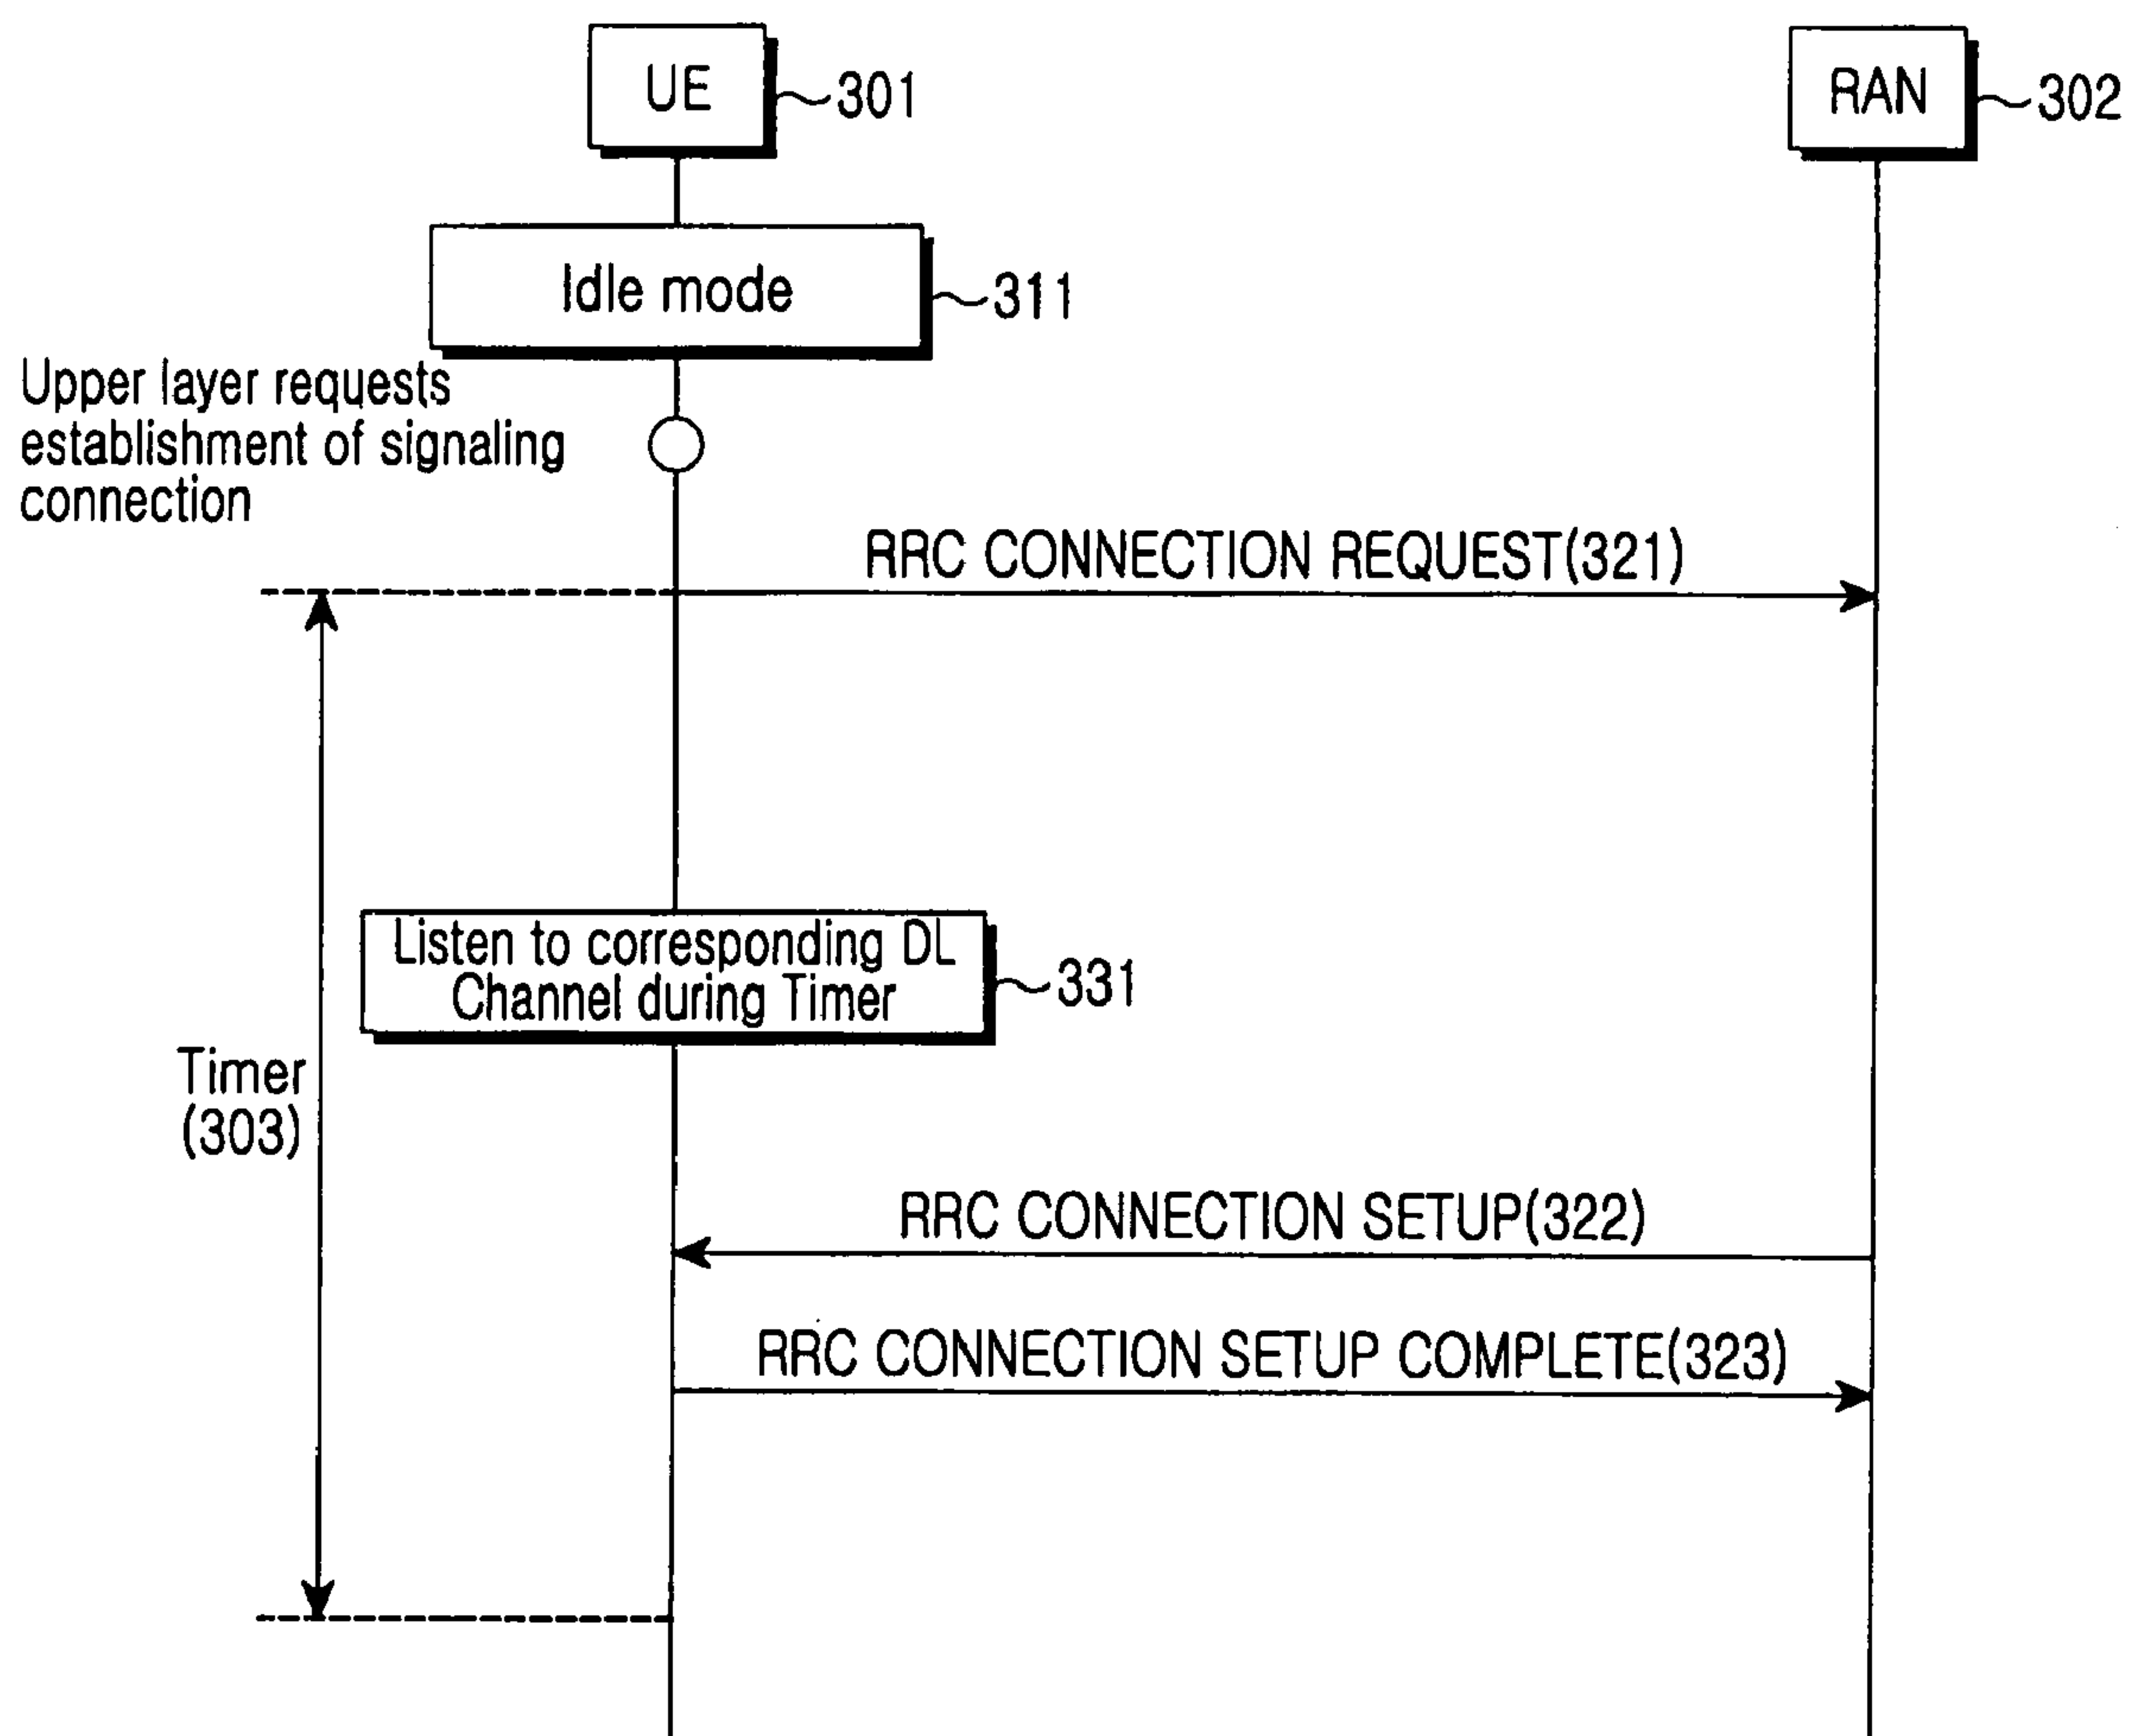 UE
301
RAN
302
Idle mode
311
Upper layer requests
establishment of signaling
connection
RRC CONNECTION REQUEST(321)
Listen to corresponding DL
Channel during Timer
331
Timer
(303)
RRC CONNECTION SETUP(322)
RRC CONNECTION SETUP COMPLETE(323)